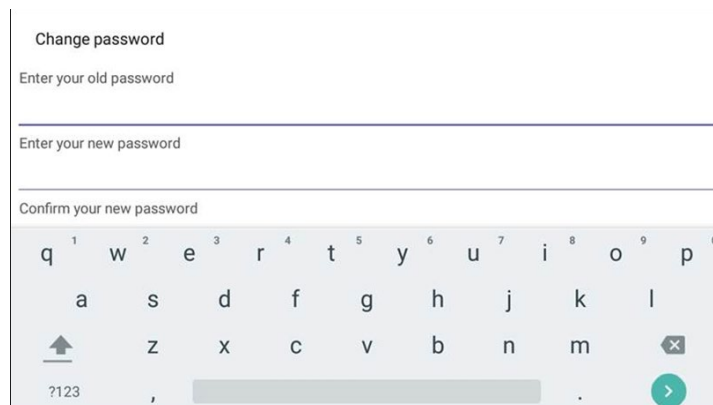 Change password
Enter your old password
Enter your new password
Confirm your new password
q 1 w 2 e 3 r 4 t 5 y 6 u 7 i 8 o 9 p
a s d f g h j k l
z x c v b n m
?123 , .